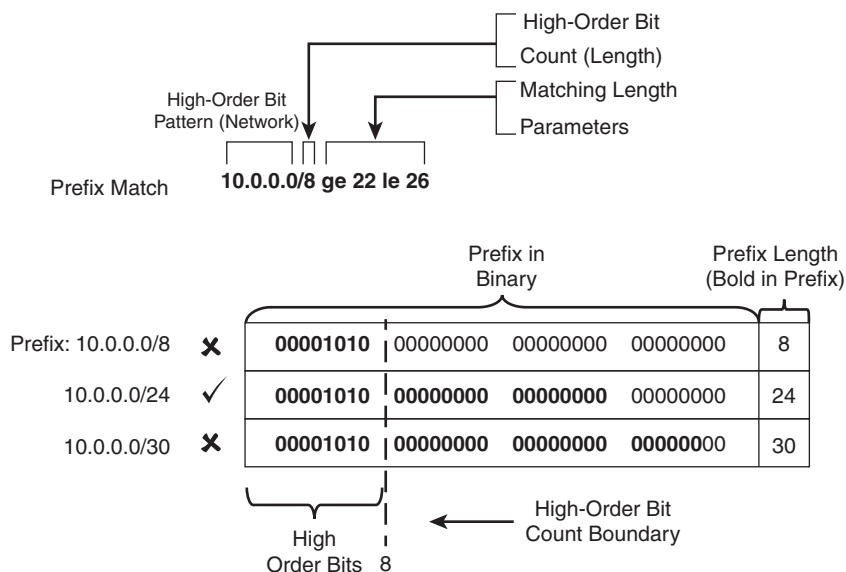 High-Order Bit
Count (Length)
Matching Length
Parameters
High-Order Bit
Pattern (Network)
Prefix Match
10.0.0.0/8 ge 22 le 26
Prefix in
Binary
Prefix Length
(Bold in Prefix)
Prefix: 10.0.0.0/8 ✘ 00001010 00000000 00000000 00000000 8
10.0.0.0/24 ✓ 00001010 00000000 00000000 00000000 24
10.0.0.0/30 ✘ 00001010 00000000 00000000 00000000 30
High
Order Bits
8
High-Order Bit
Count Boundary